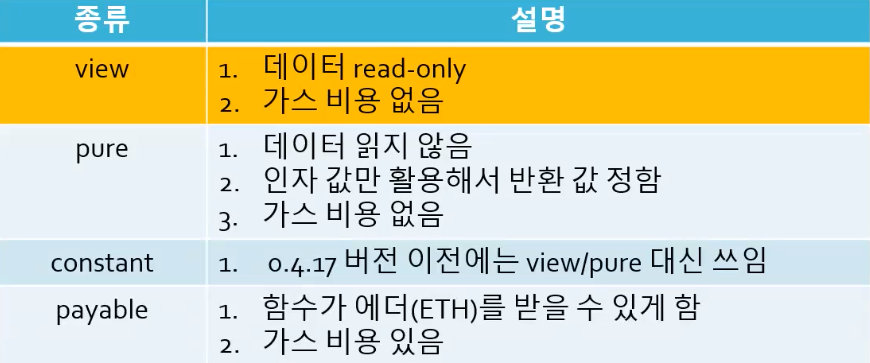 종류 설명
view 1. 데이터 read-only
2. 가스 비용 없음
pure 1. 데이터 읽지 않음
2. 인자 값만 활용해서 반환 값 정함
3. 가스 비용 없음
constant 1. 0.4.17 버전 이전에는 view/pure 대신 쓰임
payable 1. 함수가 에더(ETH)를 받을 수 있게 함
2. 가스 비용 있음